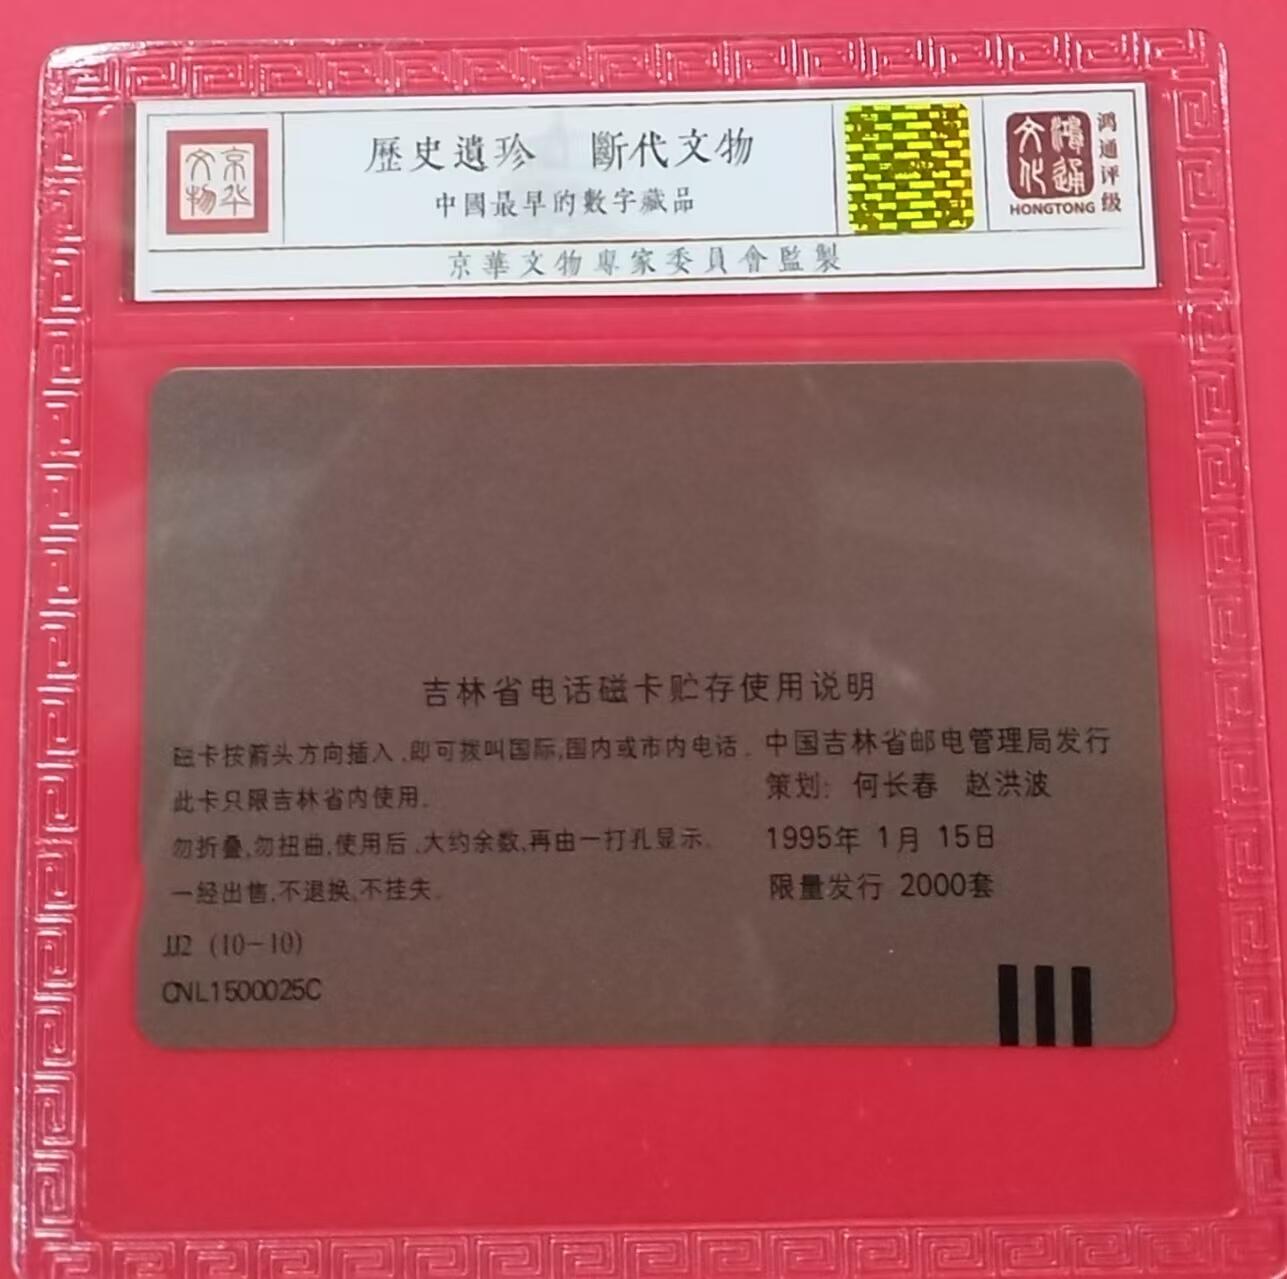 京华
文物
歷史遺珍 斷代文物
中國最早的數字藏品
京華文物專家委員會監製
鸿通
文化
HONGTONG
鸿通评级
吉林省电话磁卡贮存使用说明
磁卡按箭头方向插入,即可拨叫国际,国内或市内电话.
此卡只限吉林省内使用.
勿折叠,勿扭曲,使用后,大约余数,再由一打孔显示.
一经出售,不退换,不挂失.
JJ2 (10-10)
CNL1500025C
中国吉林省邮电管理局发行
策划: 何长春 赵洪波
1995年 1月 15日
限量发行 2000套